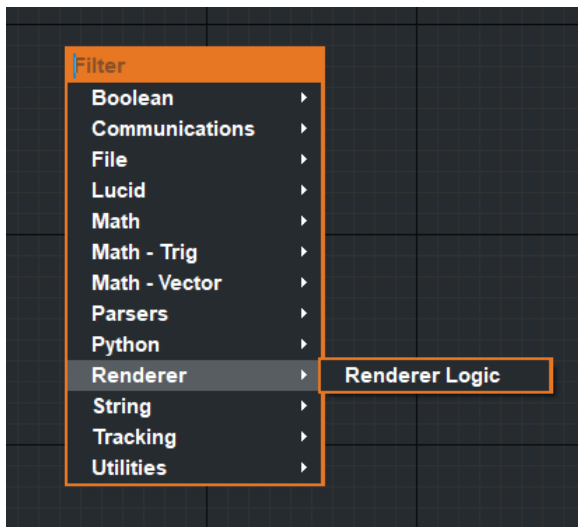 Filter
Boolean
Communications
File
Lucid
Math
Math - Trig
Math - Vector
Parsers
Python
Renderer
Renderer Logic
String
Tracking
Utilities